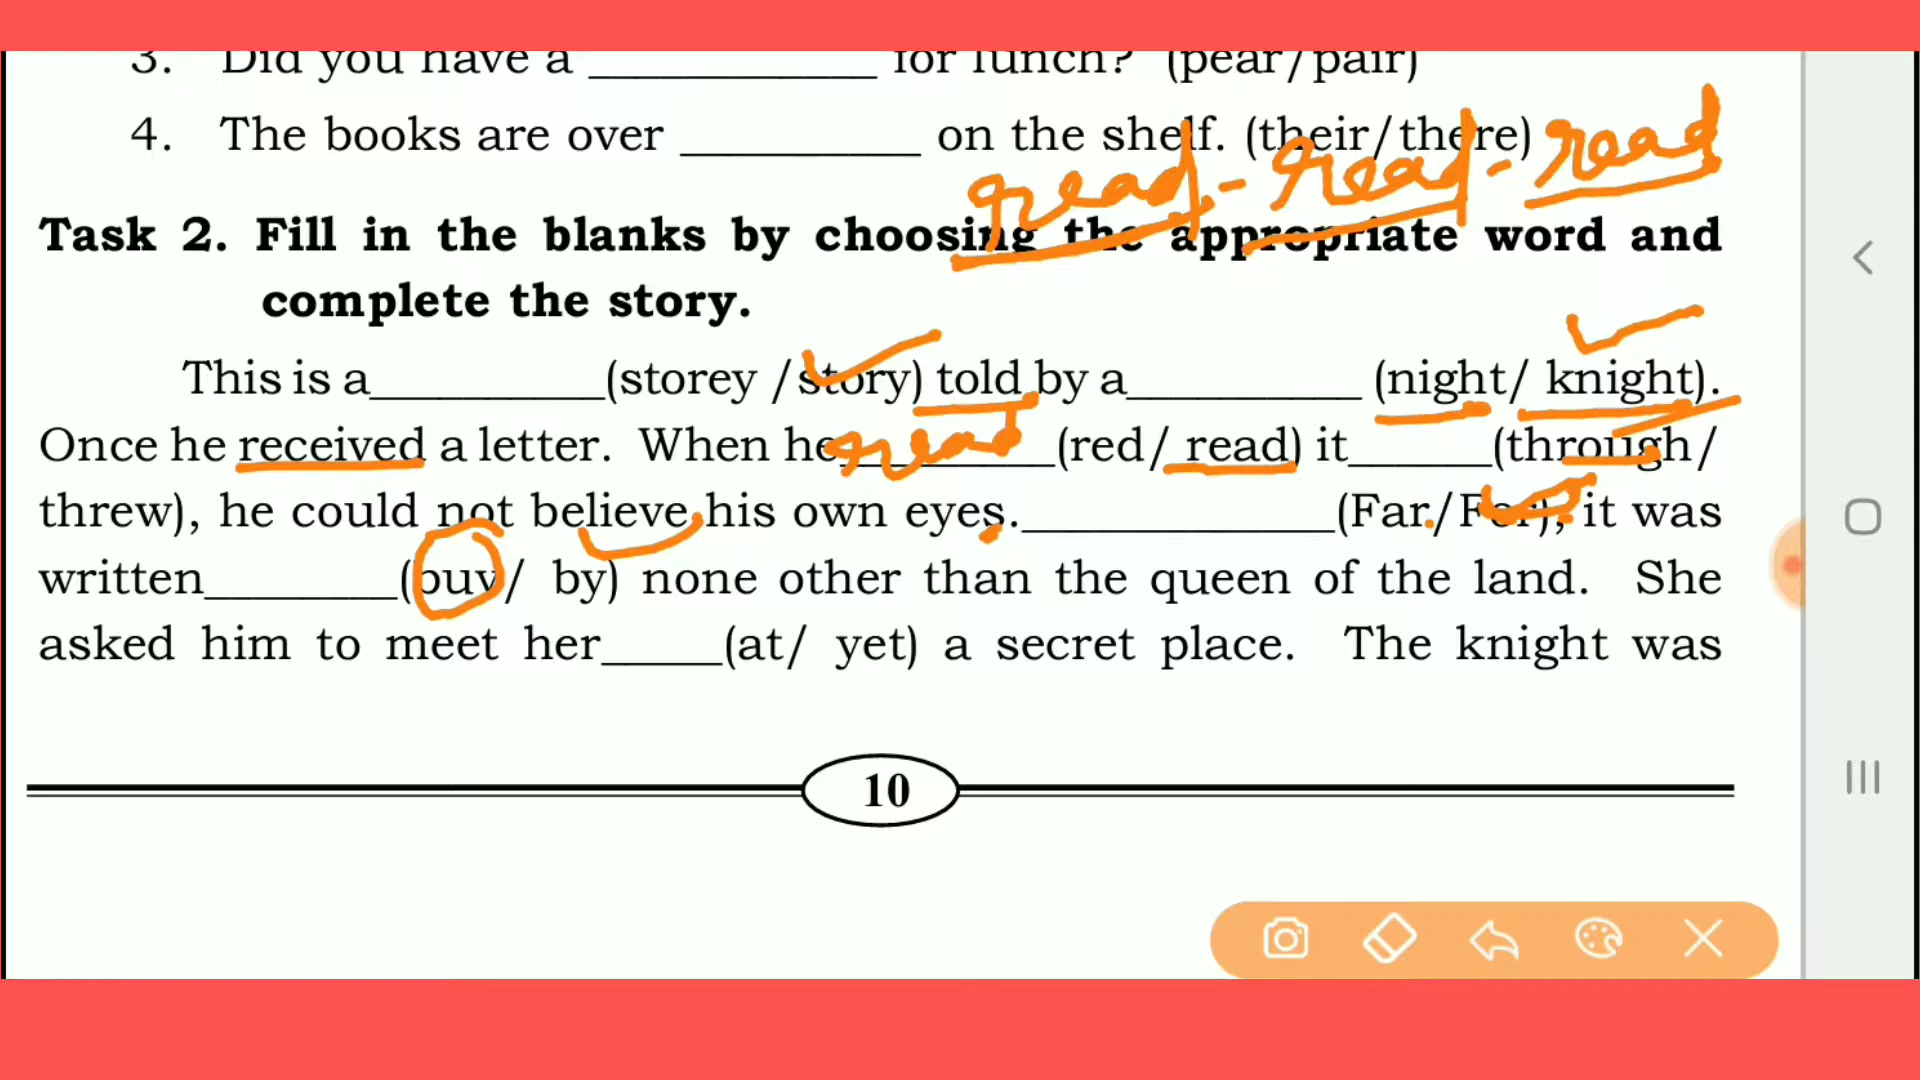 3. Did you have a ____________ for lunch? (pear/pair)
4. The books are over __________ on the shelf. (their/there)
read - read - read
Task 2. Fill in the blanks by choosing the appropriate word and
complete the story.
This is a__________(storey /story) told by a__________ (night/ knight).
Once he received a letter. When he read_________(red/ read) it______(through/
threw), he could not believe his own eyes._____________(Far./For), it was
written________(buy/ by) none other than the queen of the land. She
asked him to meet her_____(at/ yet) a secret place. The knight was
10